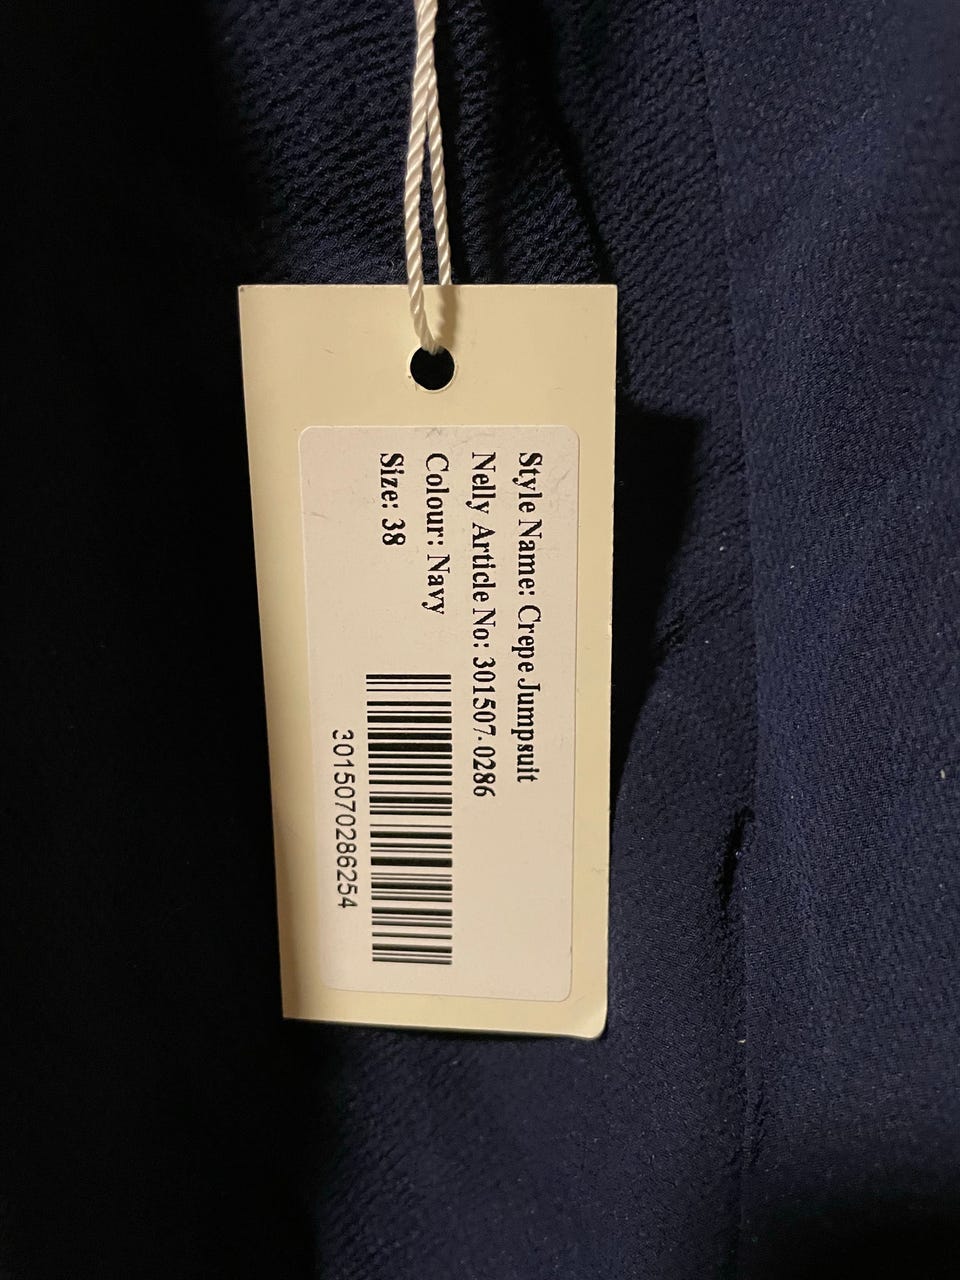 Style Name: Crepe Jumpsuit
Nelly Article No: 301507-0286
Colour: Navy
Size: 38
3015070286254